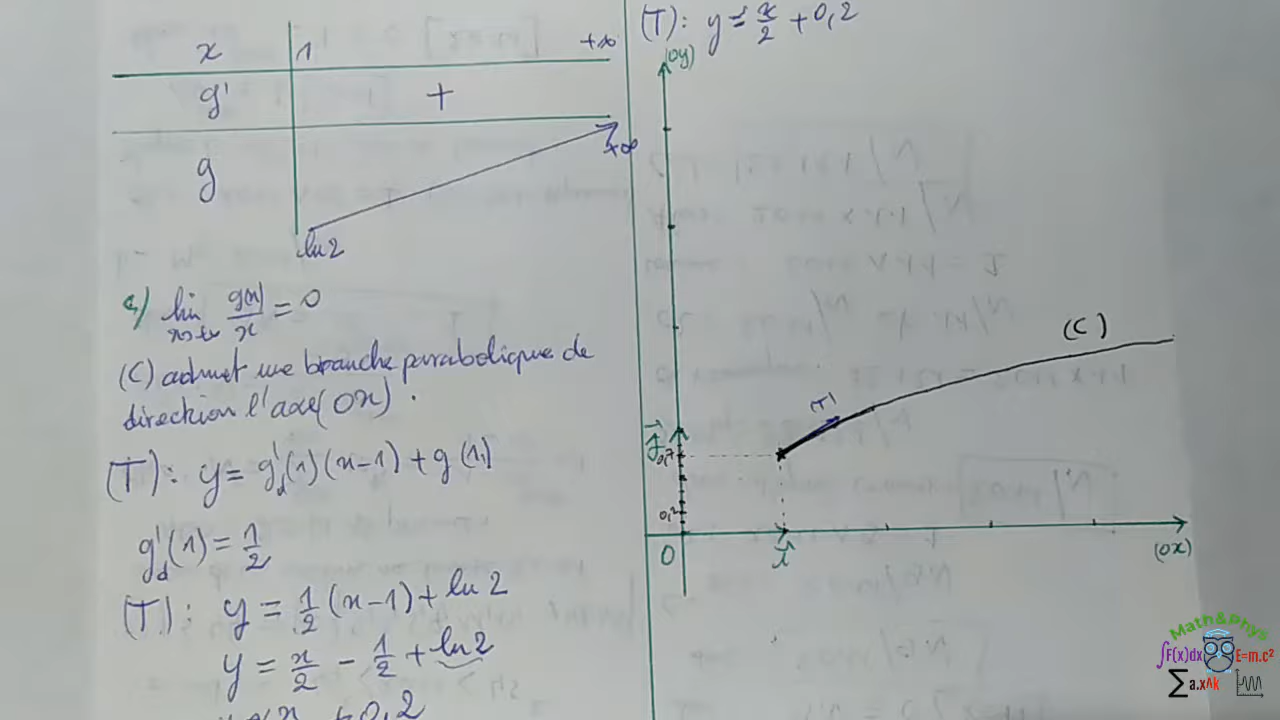 x 1 +∞
g' +
g
+∞
ln2
c) lim g(x)/x = 0
x→+∞
(C) admet une branche parabolique de
direction l'axe (Ox).
(T): y = g'd(1)(x-1) + g(1)
g'd(1) = 1/2
(T): y = 1/2 (x-1) + ln 2
y = x/2 - 1/2 + ln2
x + 0,2
(T): y = x/2 + 0,2
(Oy)
(C)
(T)
j
0,7
0,2
O
i
(Ox)
Math&Phys
∫F(x)dx E=m.c²
∑ a.x∧k